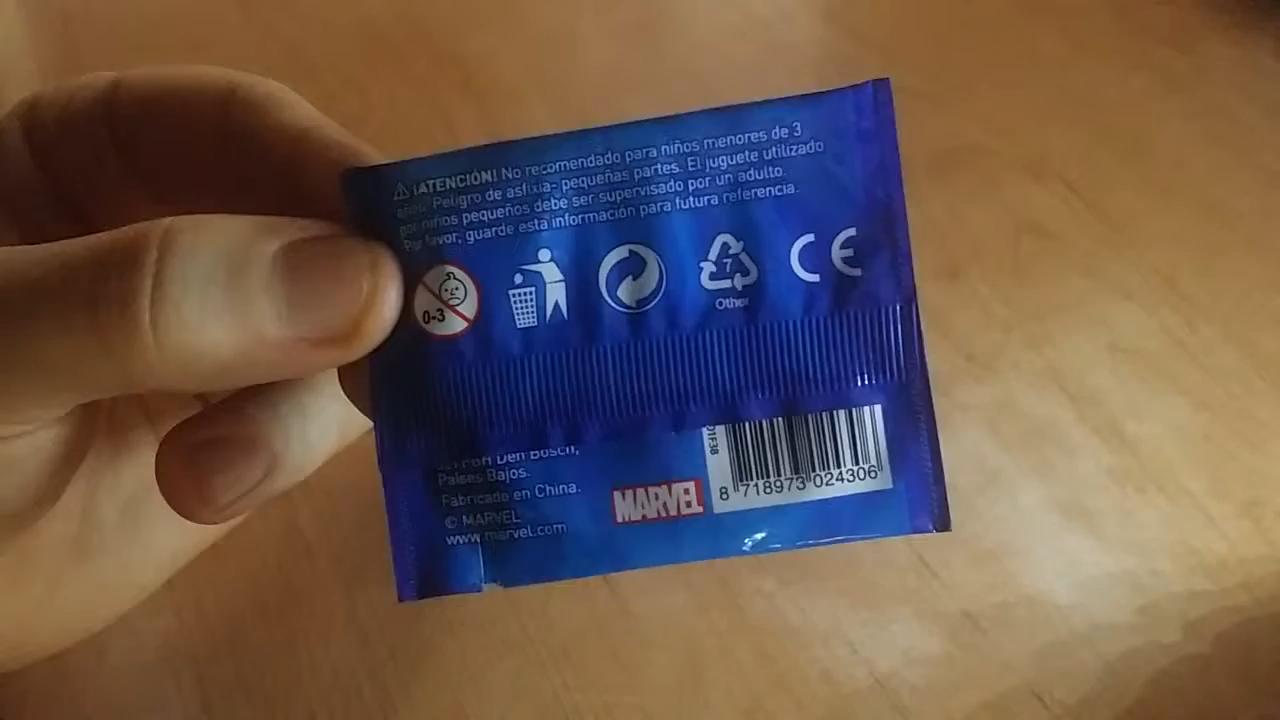 ¡ATENCIÓN! No recomendado para niños menores de 3
años. Peligro de asfixia- pequeñas partes. El juguete utilizado
por niños pequeños debe ser supervisado por un adulto.
Por favor, guarde esta información para futura referencia.
0-3
7
Other
CE
Den Bosch,
Países Bajos.
Fabricado en China.
© MARVEL
www.marvel.com
MARVEL
8 718973 024306